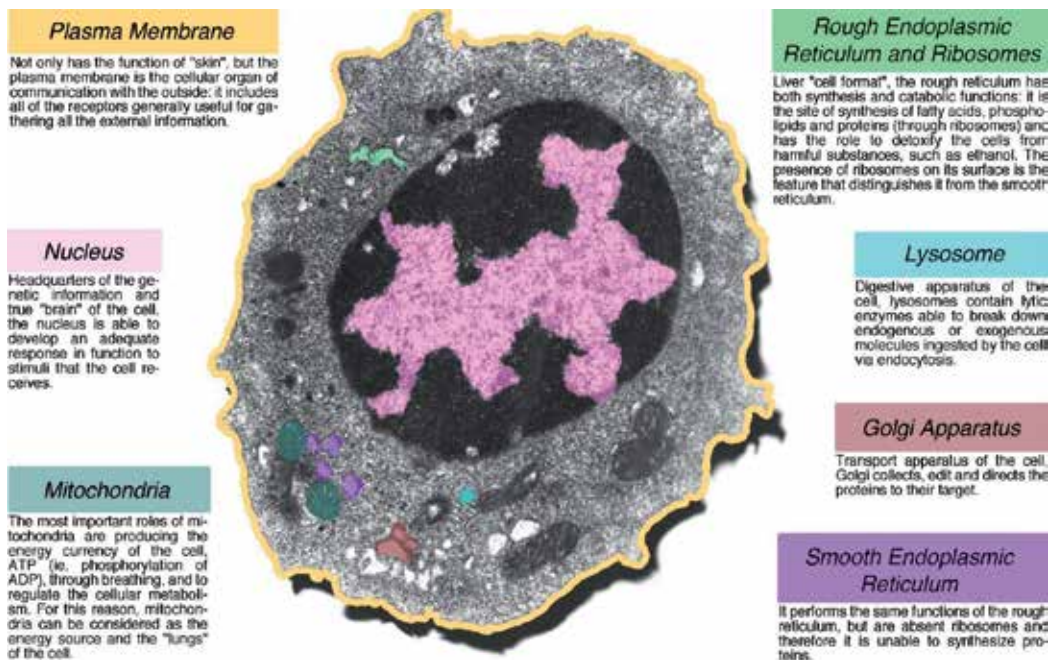 Plasma Membrane
Not only has the function of "skin", but the
plasma membrane is the cellular organ of
communication with the outside: it includes
all of the receptors generally useful for ga-
thering all the external information.
Nucleus
Headquarters of the ge-
netic information and
true "brain" of the cell,
the nucleus is able to
develop an adequate
response in function to
stimuli that the cell re-
ceives.
Mitochondria
The most important roles of mi-
tochondria are producing the
energy currency of the cell,
ATP (ie. phosphorylation of
ADP), through breathing, and to
regulate the cellular metaboli-
sm. For this reason, mitochon-
dria can be considered as the
energy source and the "lungs"
of the cell.
Rough Endoplasmic
Reticulum and Ribosomes
Liver "cell format", the rough reticulum has
both synthesis and catabolic functions: it is
the site of synthesis of fatty acids, phospho-
lipids and proteins (through ribosomes) and
has the role to detoxify the cells from
harmful substances, such as ethanol. The
presence of ribosomes on its surface is the
feature that distinguishes it from the smooth
reticulum.
Lysosome
Digestive apparatus of the
cell, lysosomes contain lytic
enzymes able to break down
endogenous or exogenous
molecules ingested by the cell
via endocytosis.
Golgi Apparatus
Transport apparatus of the cell,
Golgi collects, edit and directs the
proteins to their target.
Smooth Endoplasmic
Reticulum
It performs the same functions of the rough
reticulum, but are absent ribosomes and
therefore it is unable to synthesize pro-
teins.